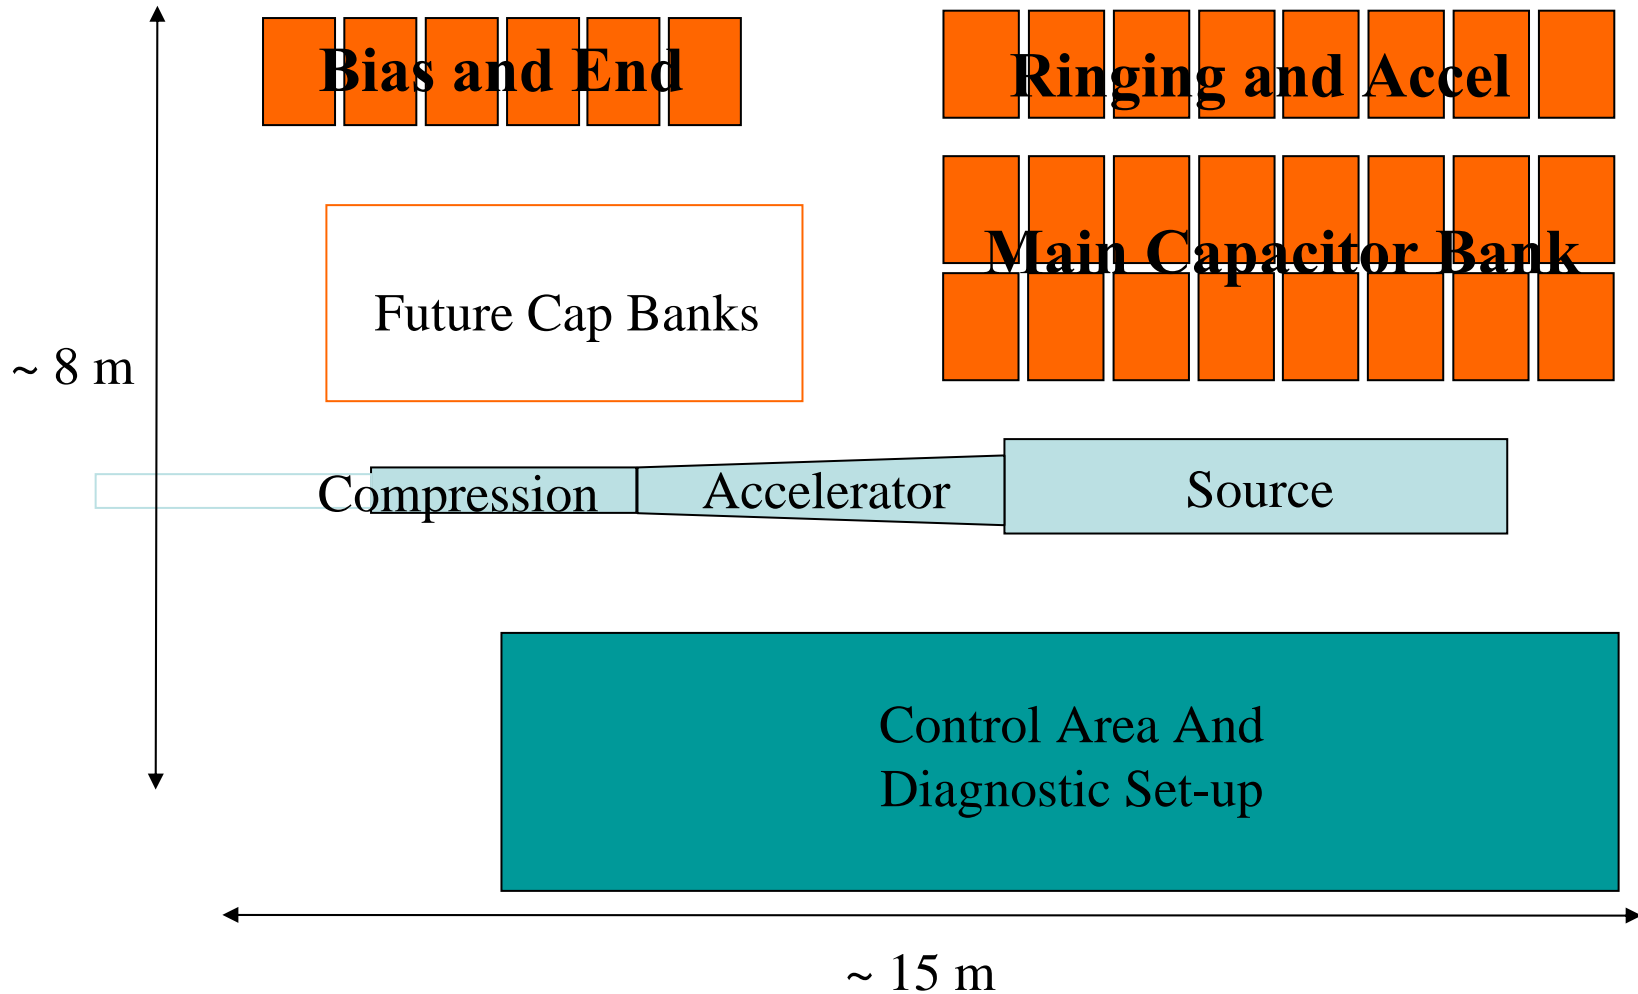 Bias and End
Ringing and Accel
Main Capacitor Bank
Future Cap Banks
~ 8 m
Compression
Accelerator
Source
Control Area And
Diagnostic Set-up
~ 15 m